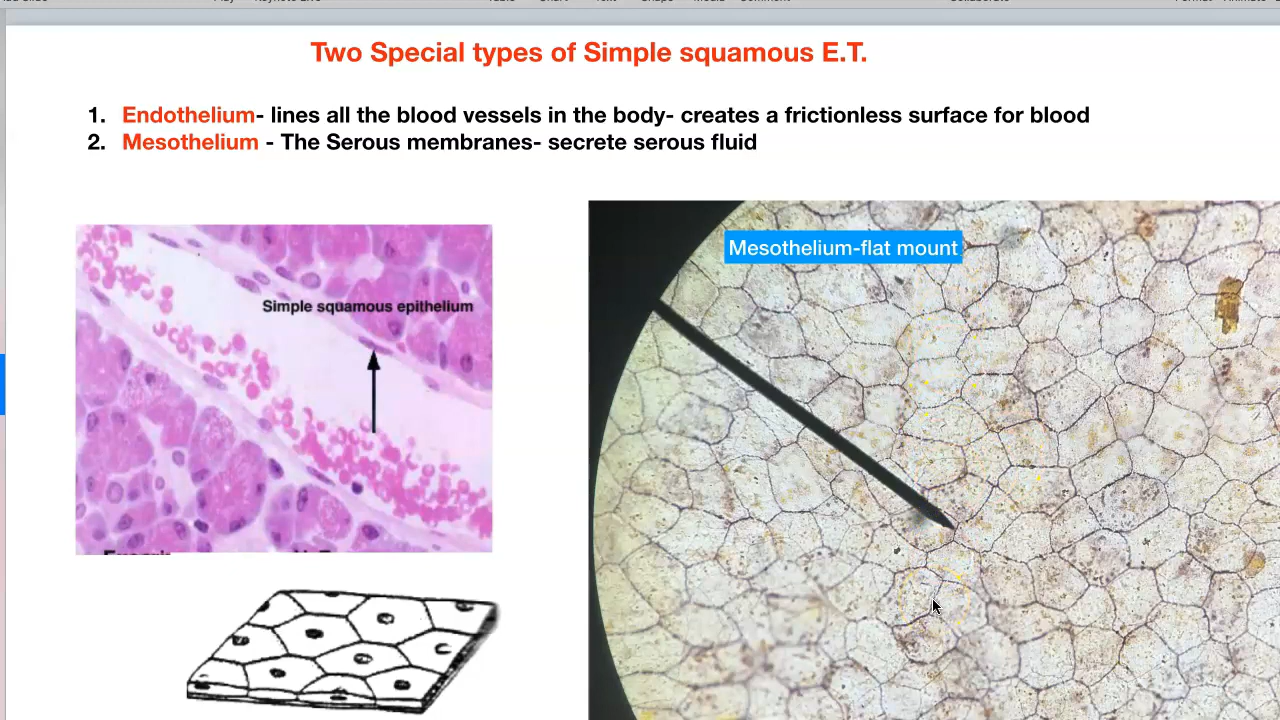 Two Special types of Simple squamous E.T.
1. Endothelium- lines all the blood vessels in the body- creates a frictionless surface for blood
2. Mesothelium - The Serous membranes- secrete serous fluid
Mesothelium-flat mount
Simple squamous epithelium